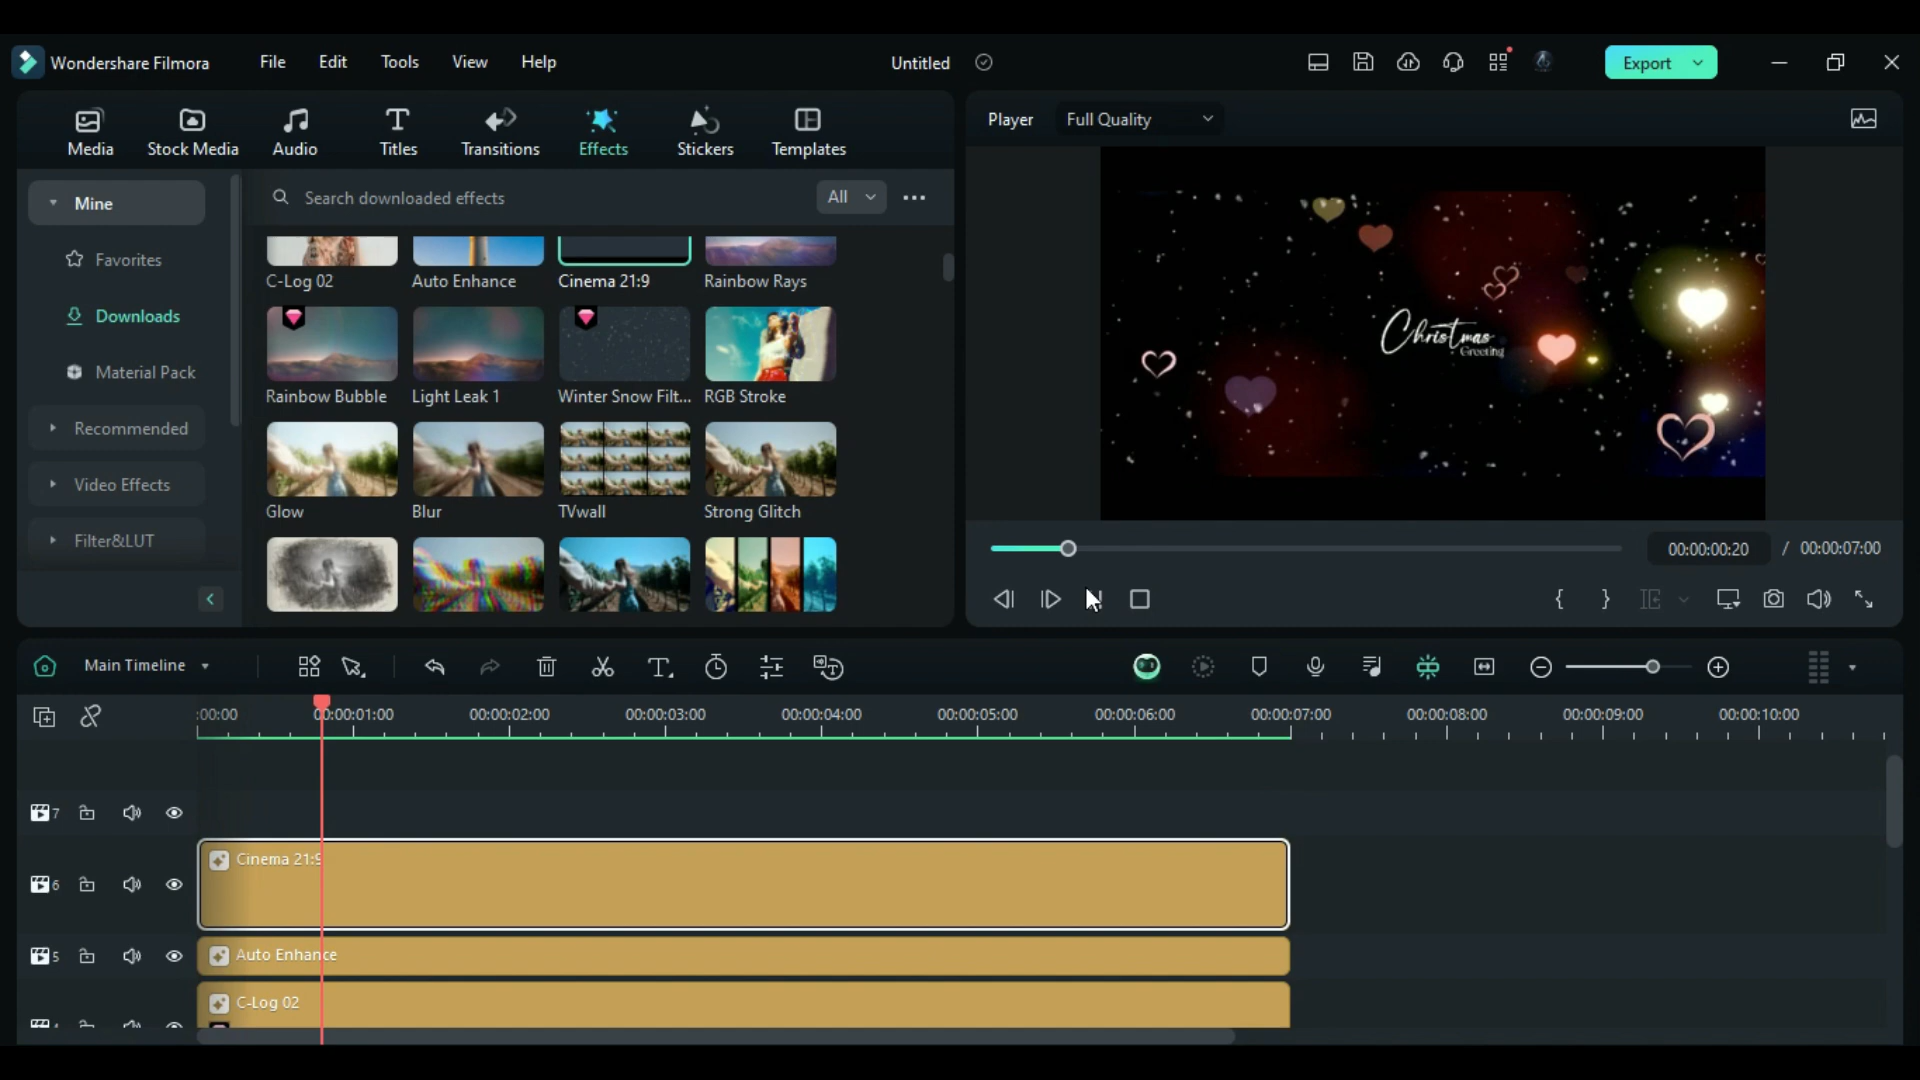 Wondershare Filmora
File
Edit
Tools
View
Help
Untitled
Export
Media
Stock Media
Audio
Titles
Transitions
Effects
Stickers
Templates
Player
Full Quality
Mine
Search downloaded effects
All
Favorites
Downloads
Material Pack
Recommended
Video Effects
Filter&LUT
C-Log 02
Auto Enhance
Cinema 21:9
Rainbow Rays
Rainbow Bubble
Light Leak 1
Winter Snow Filt...
RGB Stroke
Glow
Blur
TVwall
Strong Glitch
Christmas
Greeting
00:00:00:20
/ 00:00:07:00
Main Timeline
:00:00
00:00:01:00
00:00:02:00
00:00:03:00
00:00:04:00
00:00:05:00
00:00:06:00
00:00:07:00
00:00:08:00
00:00:09:00
00:00:10:00
7
6
Cinema 21:9
5
Auto Enhance
C-Log 02